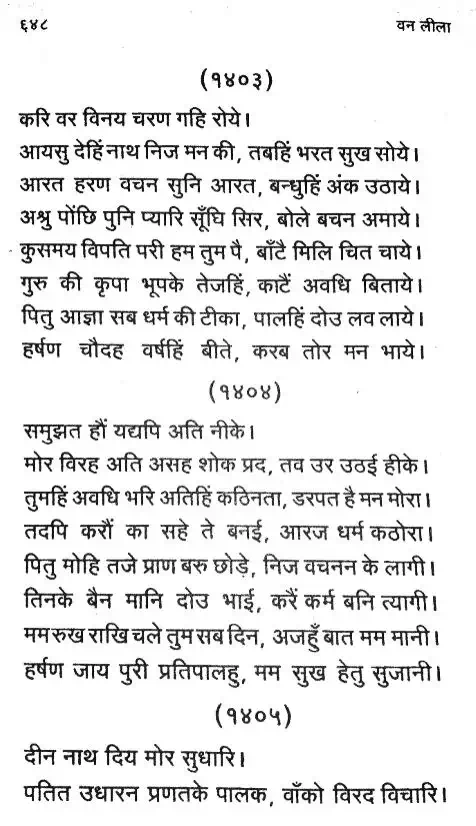 ६४८ वन लीला
(१४०३)
करि वर विनय चरण गहि रोये।
आयसु देहिं नाथ निज मन की, तबहिं भरत सुख सोये।
आरत हरण वचन सुनि आरत, बन्धुहिं अंक उठाये।
अश्रु पोंछि पुनि प्यारि सूँघि सिर, बोले बचन अमाये।
कुसमय विपति परी हम तुम पै, बाँटै मिलि चित चाये।
गुरु की कृपा भूपके तेजहिं, काटैं अवधि बिताये।
पितु आज्ञा सब धर्म की टीका, पालहिं दोउ लव लाये।
हर्षण चौदह वर्षहिं बीते, करब तोर मन भाये।
(१४०४)
समुझत हौं यद्यपि अति नीके।
मोर विरह अति असह शोक प्रद, तव उर उठई हीके।
तुमहिं अवधि भरि अतिहिं कठिनता, डरपत है मन मोरा।
तदपि करौं का सहे ते बनई, आरज धर्म कठोरा।
पितु मोहि तजे प्राण बरु छोड़े, निज वचनन के लागी।
तिनके बैन मानि दोउ भाई, करैं कर्म बनि त्यागी।
मम रुख राखि चले तुम सब दिन, अजहुँ बात मम मानी।
हर्षण जाय पुरी प्रतिपालहु, मम सुख हेतु सुजानी।
(१४०५)
दीन नाथ दिय मोर सुधारि।
पतित उधारन प्रणतके पालक, वाँको विरद विचारि।